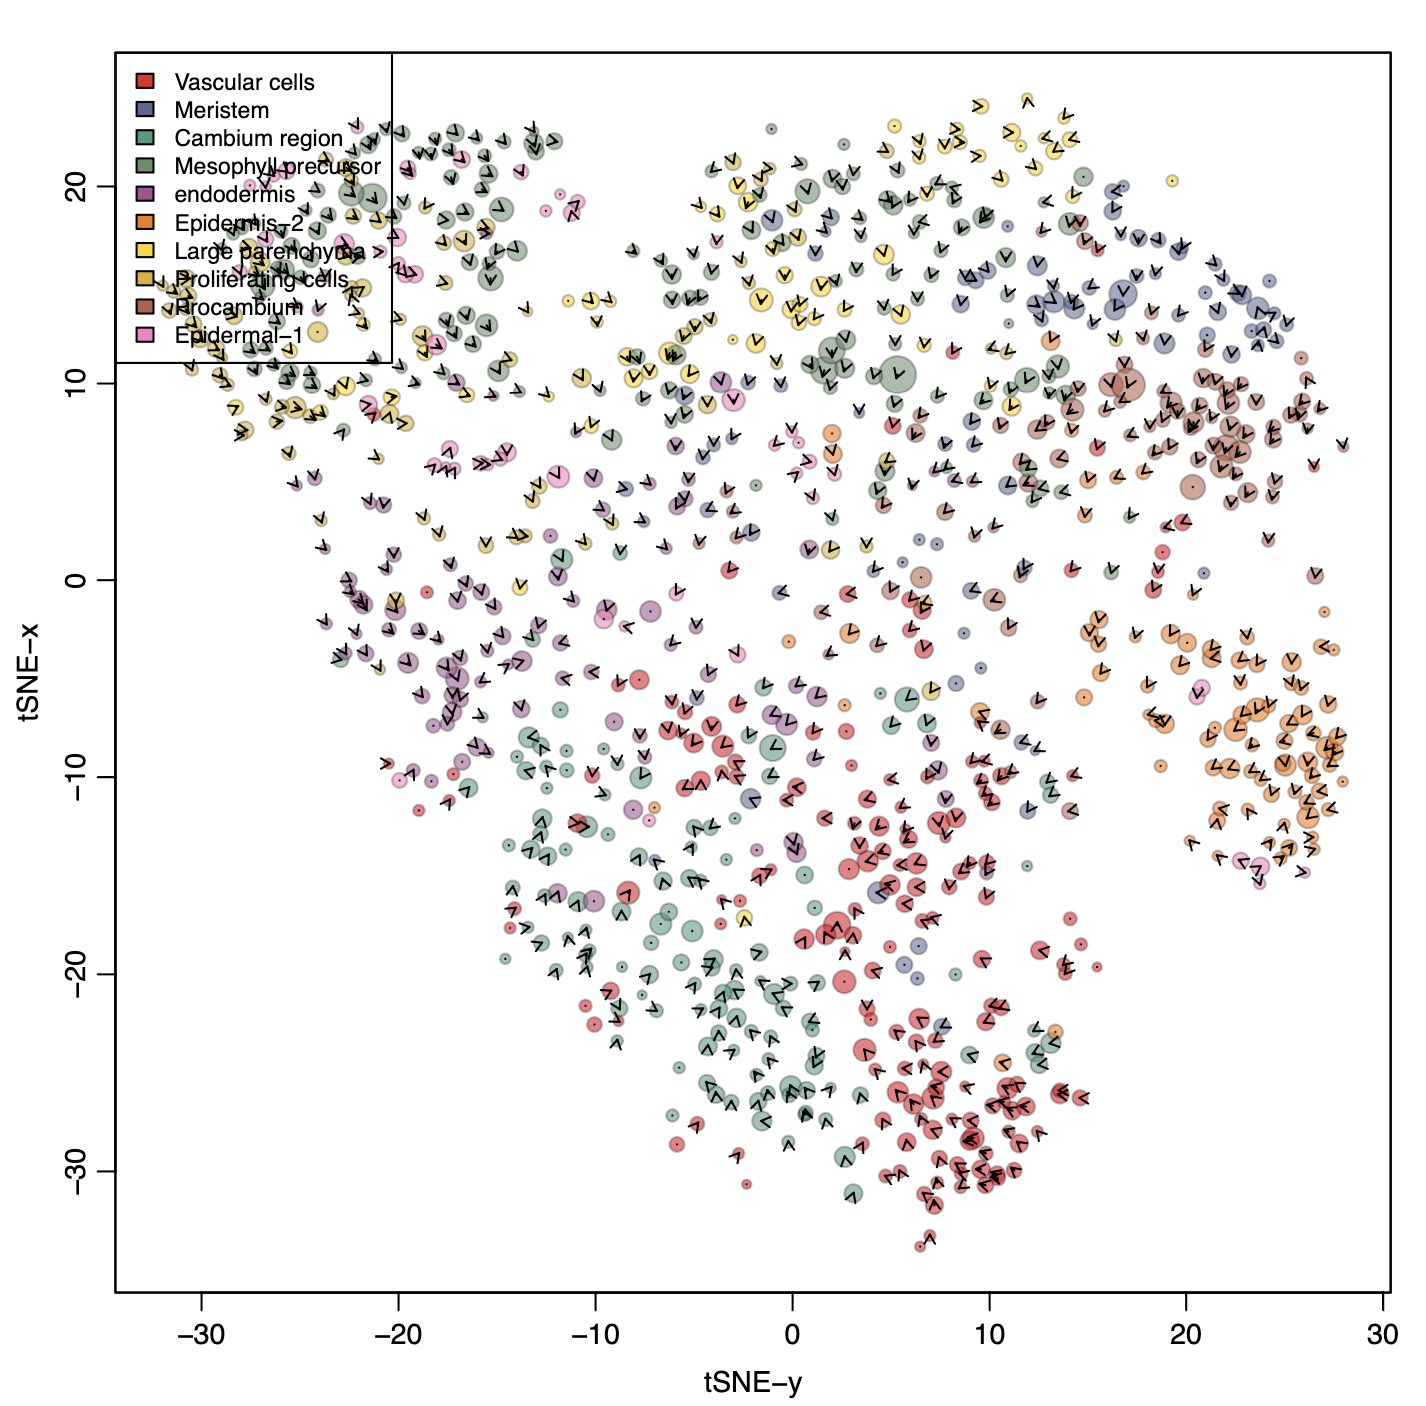 Vascular cells
Meristem
Cambium region
Mesophyll precursor
endodermis
Epidermis−2
Large parenchyma
Proliferating cells
Procambium
Epidermal−1
20
10
0
−10
−20
−30
tSNE−x
−30
−20
−10
0
10
20
30
tSNE−y